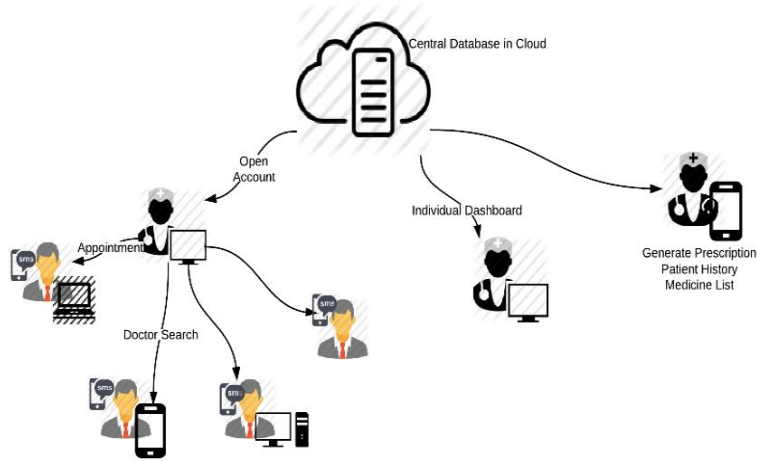 Central Database in Cloud
Open
Account
Individual Dashboard
Generate Prescription
Patient History
Medicine List
Appointment
sms
sms
Doctor Search
sms
sms